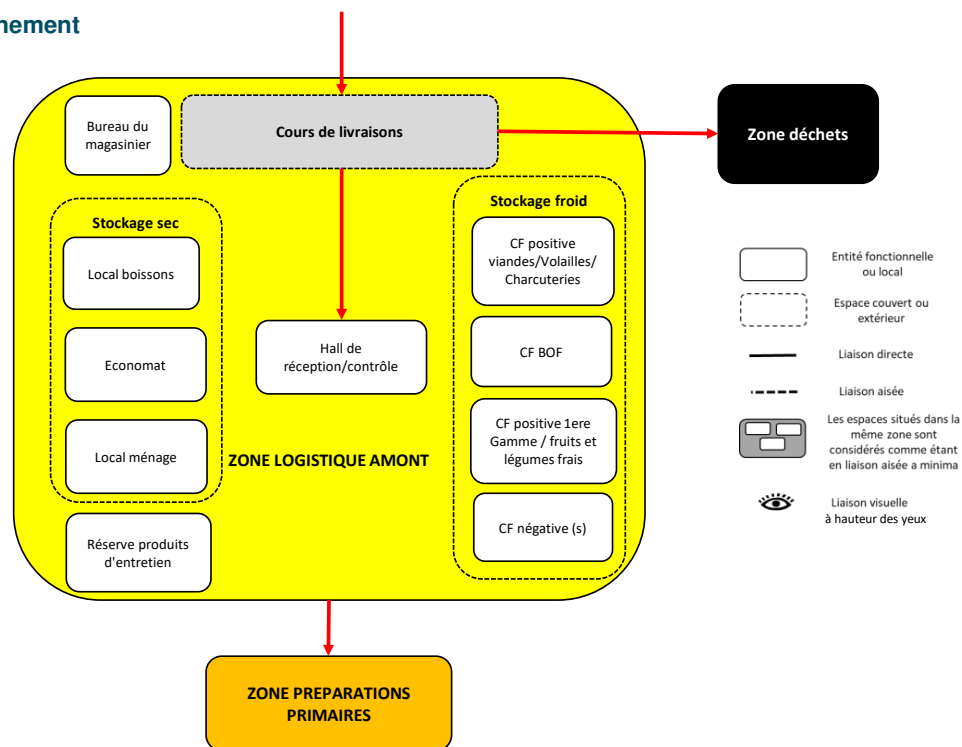 nement
Bureau du
magasinier
Cours de livraisons
Zone déchets
Stockage sec
Local boissons
Economat
Local ménage
Réserve produits
d'entretien
Hall de
réception/contrôle
ZONE LOGISTIQUE AMONT
Stockage froid
CF positive
viandes/Volailles/
Charcuteries
CF BOF
CF positive 1ere
Gamme / fruits et
légumes frais
CF négative (s)
ZONE PREPARATIONS
PRIMAIRES
Entité fonctionnelle
ou local
Espace couvert ou
extérieur
Liaison directe
Liaison aisée
Les espaces situés dans la
même zone sont
considérés comme étant
en liaison aisée a minima
Liaison visuelle
à hauteur des yeux